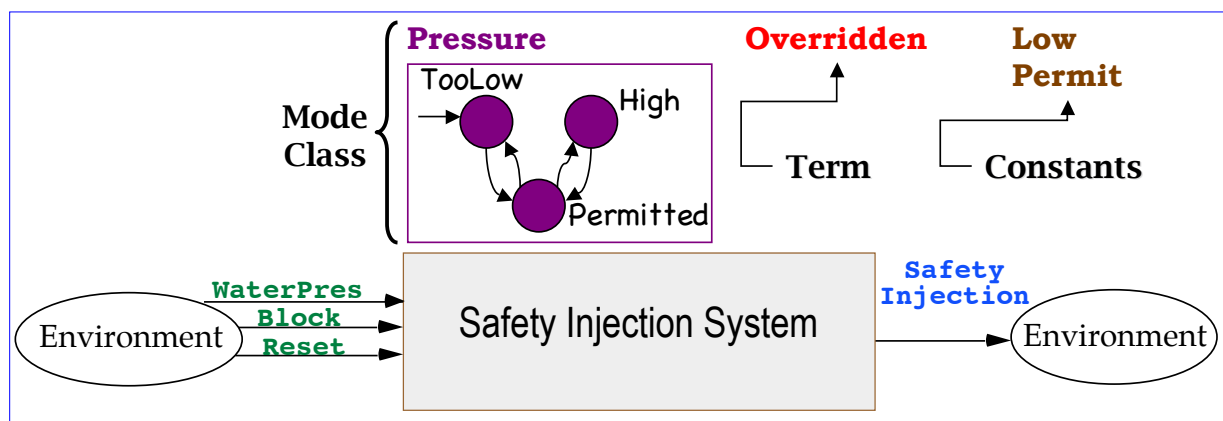 Pressure
Overridden
Low
Permit
TooLow
High
Mode
Class
Permitted
Term
Constants
WaterPres
Block
Reset
Environment
Safety Injection System
Safety
Injection
Environment